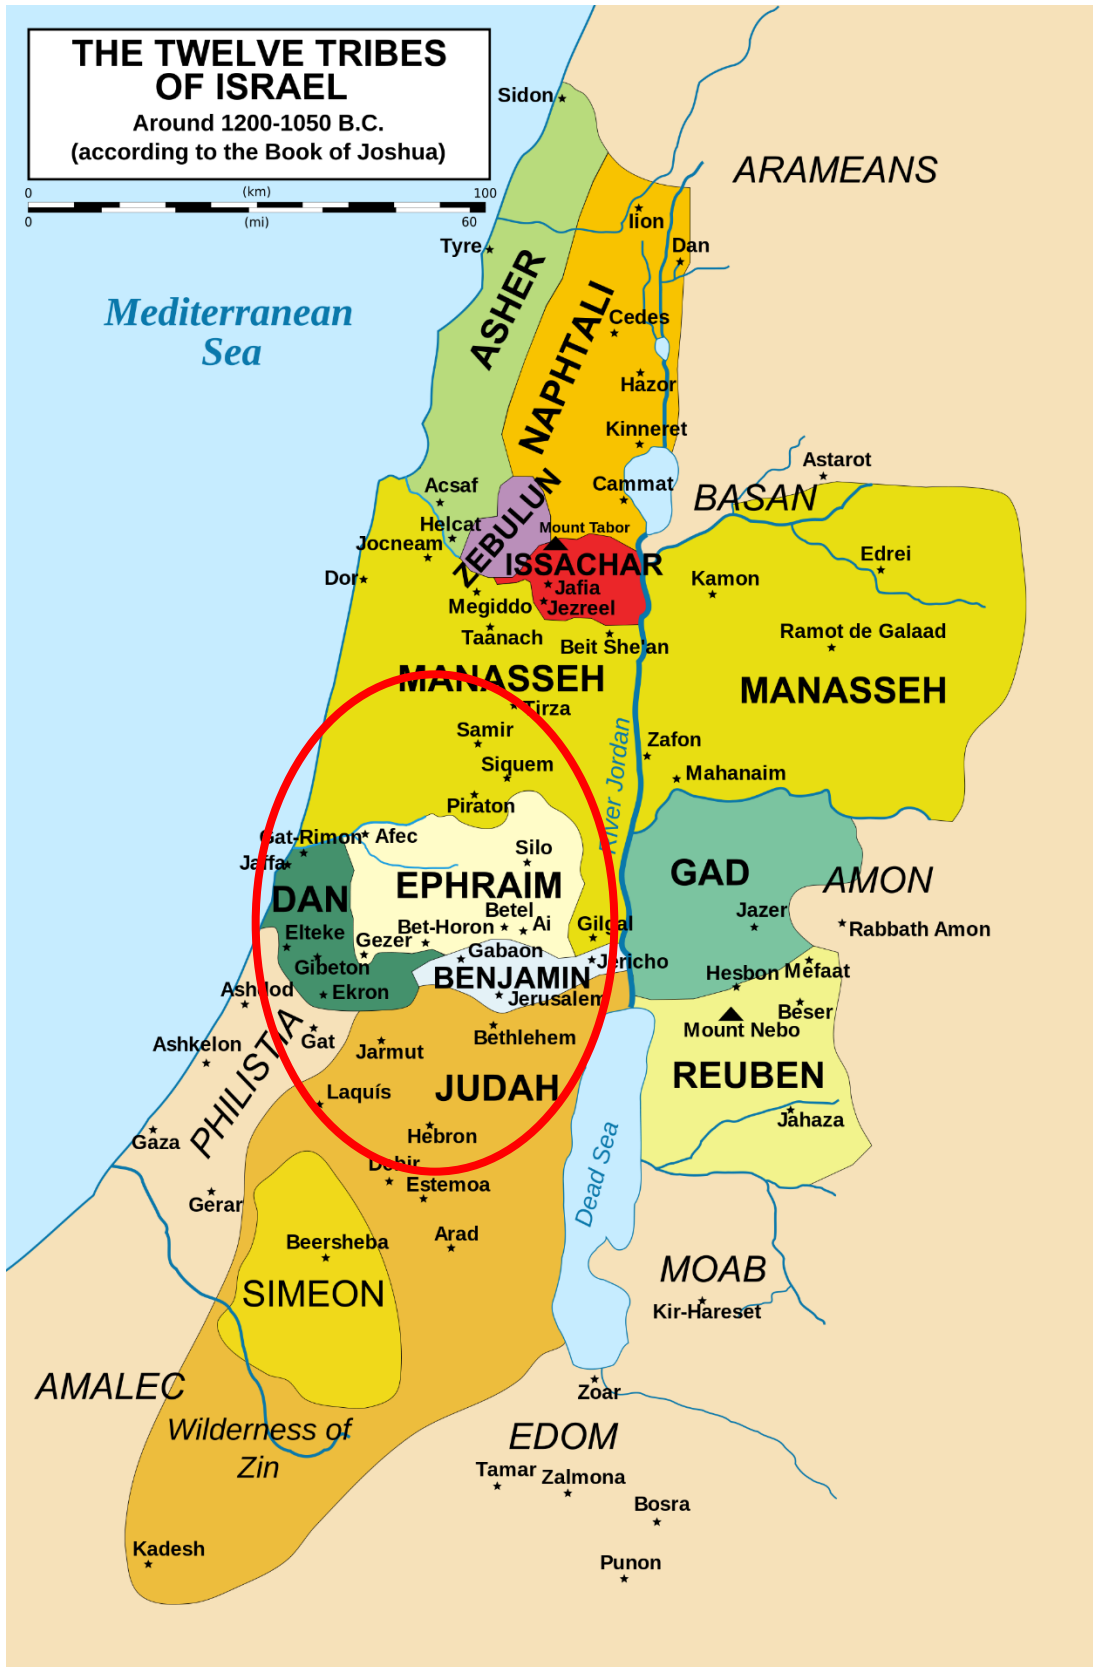 THE TWELVE TRIBES
OF ISRAEL
Around 1200-1050 B.C.
(according to the Book of Joshua)
0 (km) 100
0 (mi) 60
Sidon
ARAMEANS
Iion
Tyre
Dan
ASHER
Mediterranean
Sea
NAPHTALI
Cedes
Hazor
Kinneret
Astarot
Acsaf
Cammat
BASAN
Helcat
ZEBULUN
Mount Tabor
Jocneam
ISSACHAR
Edrei
Dor
Jafia
Kamon
Megiddo
Jezreel
Taanach
Beit She'an
Ramot de Galaad
MANASSEH
MANASSEH
Tirza
Samir
River Jordan
Zafon
Siquem
Mahanaim
Piraton
Gat-Rimon
Afec
Jaffa
Silo
GAD
AMON
DAN
EPHRAIM
Betel
Jazer
Elteke
Bet-Horon
Ai
Gilgal
Rabbath Amon
Gezer
Gabaon
Jericho
Gibeton
BENJAMIN
Hesbon
Mefaat
Ashdod
Ekron
Jerusalem
Beser
Gat
Bethlehem
Mount Nebo
Ashkelon
Jarmut
PHILISTIA
JUDAH
REUBEN
Laquís
Jahaza
Gaza
Hebron
Debir
Dead Sea
Estemoa
Gerar
Arad
Beersheba
MOAB
SIMEON
Kir-Hareset
AMALEC
Zoar
Wilderness of
Zin
EDOM
Tamar
Zalmona
Bosra
Kadesh
Punon